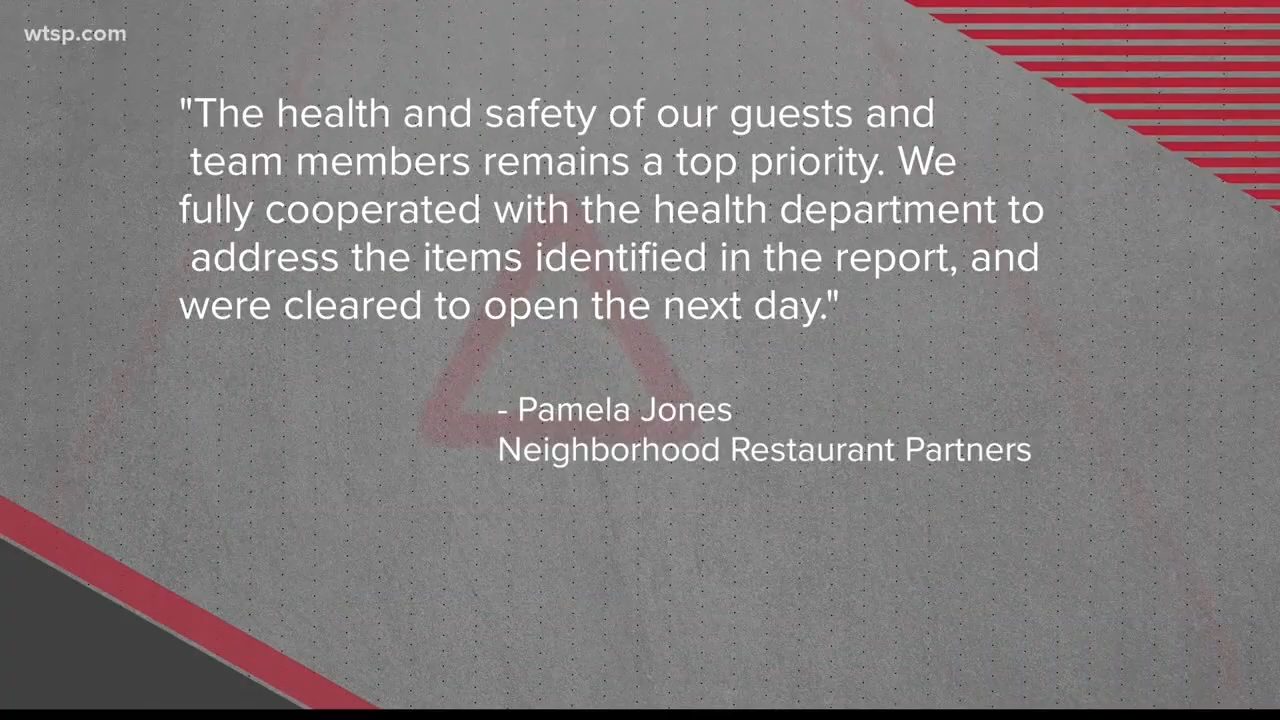 wtsp.com
"The health and safety of our guests and
team members remains a top priority. We
fully cooperated with the health department to
address the items identified in the report, and
were cleared to open the next day."
- Pamela Jones
Neighborhood Restaurant Partners